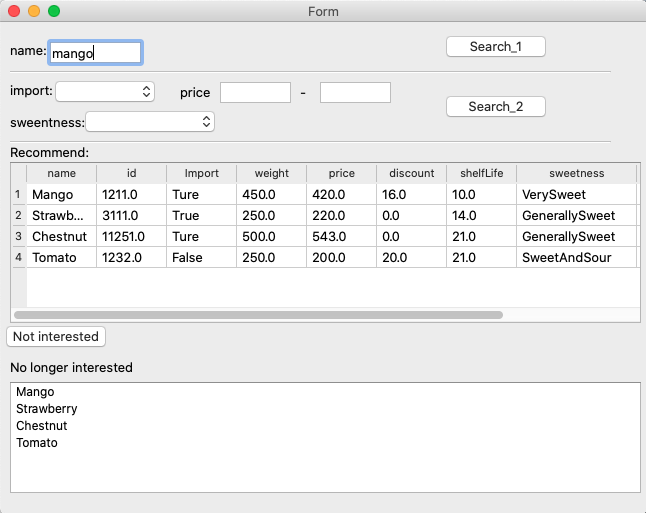 Form
name: mango Search_1
import: price - Search_2
sweentness:
Recommend:
name id Import weight price discount shelfLife sweetness
1 Mango 1211.0 Ture 450.0 420.0 16.0 10.0 VerySweet
2 Strawb... 3111.0 True 250.0 220.0 0.0 14.0 GenerallySweet
3 Chestnut 11251.0 Ture 500.0 543.0 0.0 21.0 GenerallySweet
4 Tomato 1232.0 False 250.0 200.0 20.0 21.0 SweetAndSour
Not interested
No longer interested
Mango
Strawberry
Chestnut
Tomato